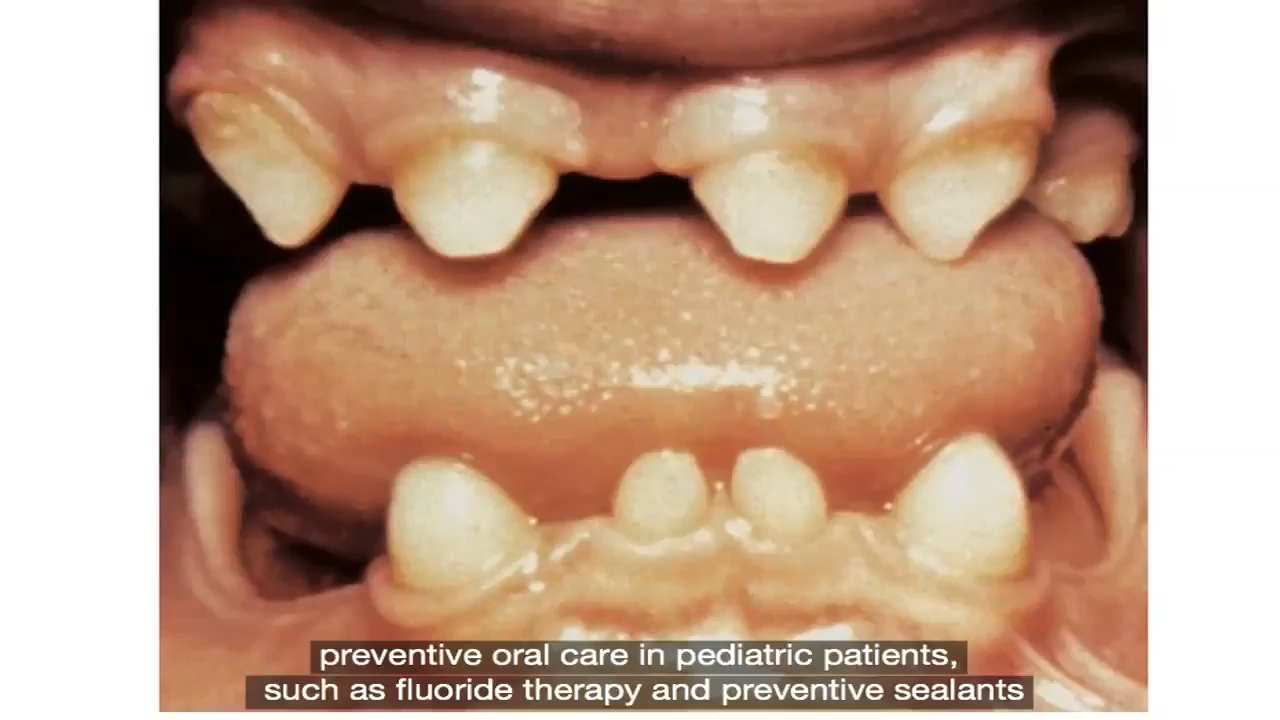 preventive oral care in pediatric patients,
such as fluoride therapy and preventive sealants